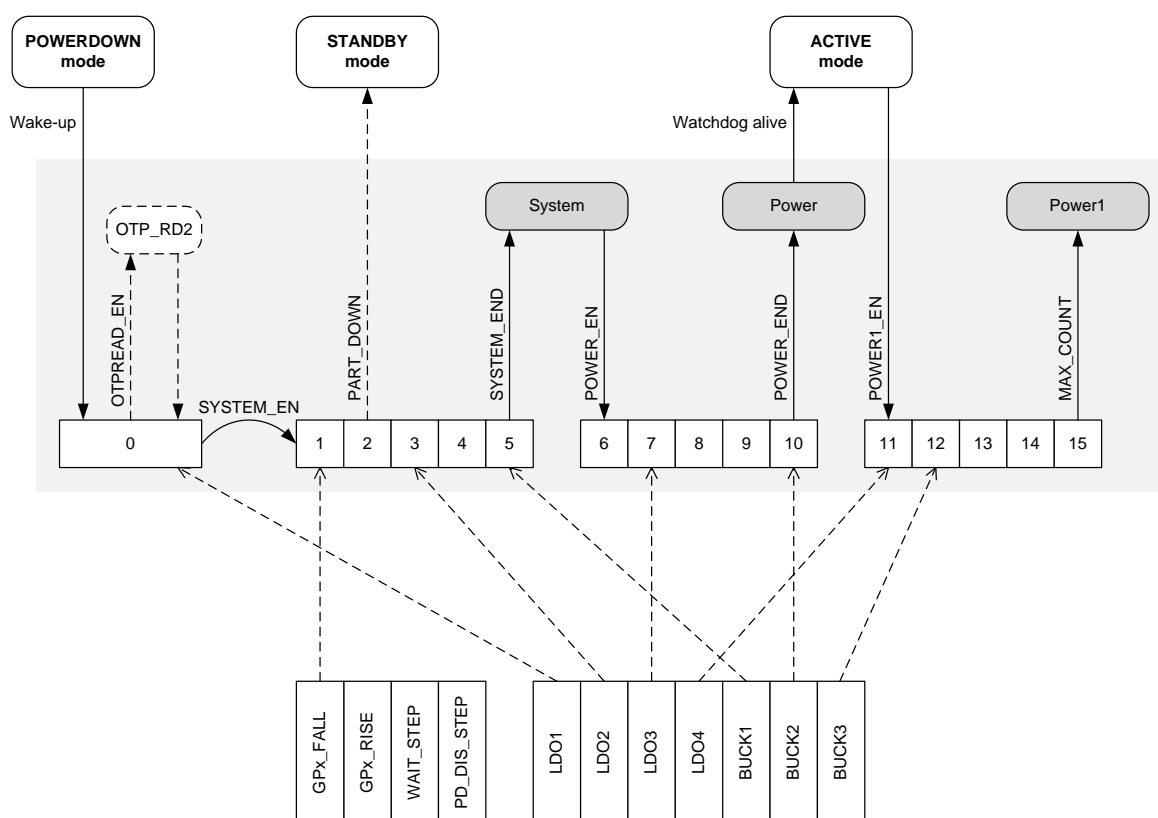 POWERDOWN
mode
STANDBY
mode
ACTIVE
mode
Wake-up
Watchdog alive
System
Power
Power1
OTP_RD2
OTPREAD_EN
SYSTEM_EN
PART_DOWN
SYSTEM_END
POWER_EN
POWER_END
POWER1_EN
MAX_COUNT
0
1 2 3 4 5
6 7 8 9 10
11 12 13 14 15
GPx_FALL
GPx_RISE
WAIT_STEP
PD_DIS_STEP
LDO1
LDO2
LDO3
LDO4
BUCK1
BUCK2
BUCK3